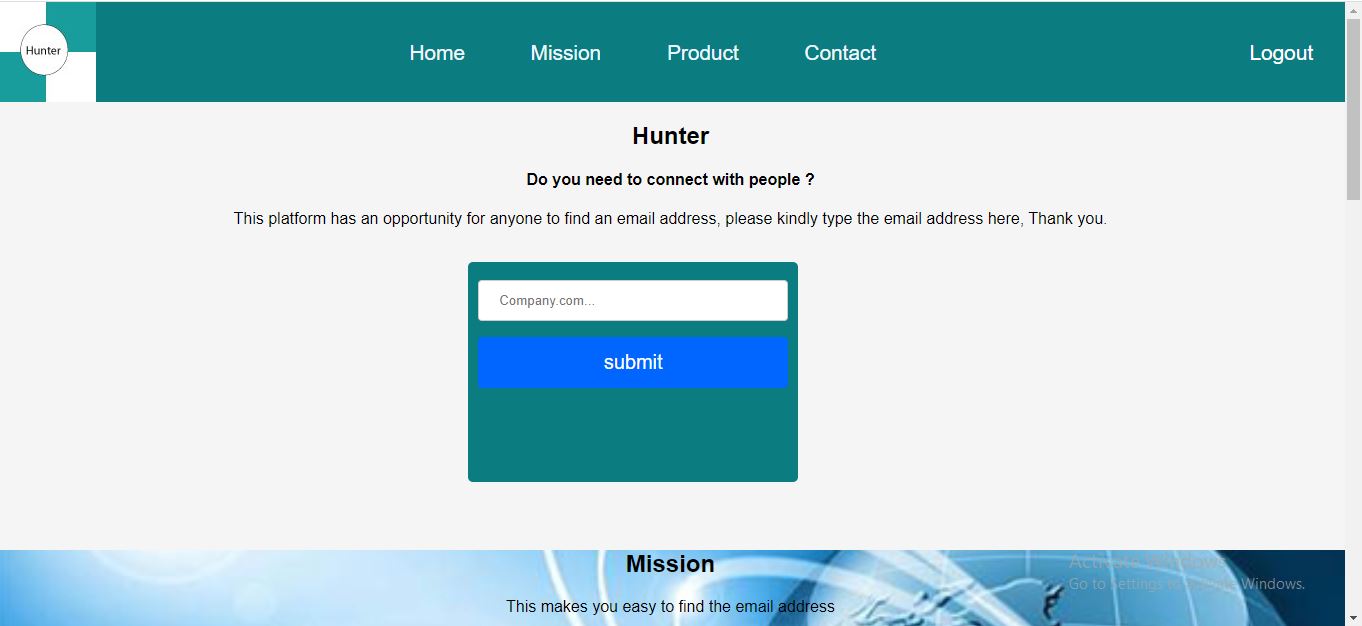 Hunter
Home Mission Product Contact Logout
Hunter
Do you need to connect with people ?
This platform has an opportunity for anyone to find an email address, please kindly type the email address here, Thank you.
Company.com...
submit
Mission
Activate Windows
Go to Settings to activate Windows.
This makes you easy to find the email address